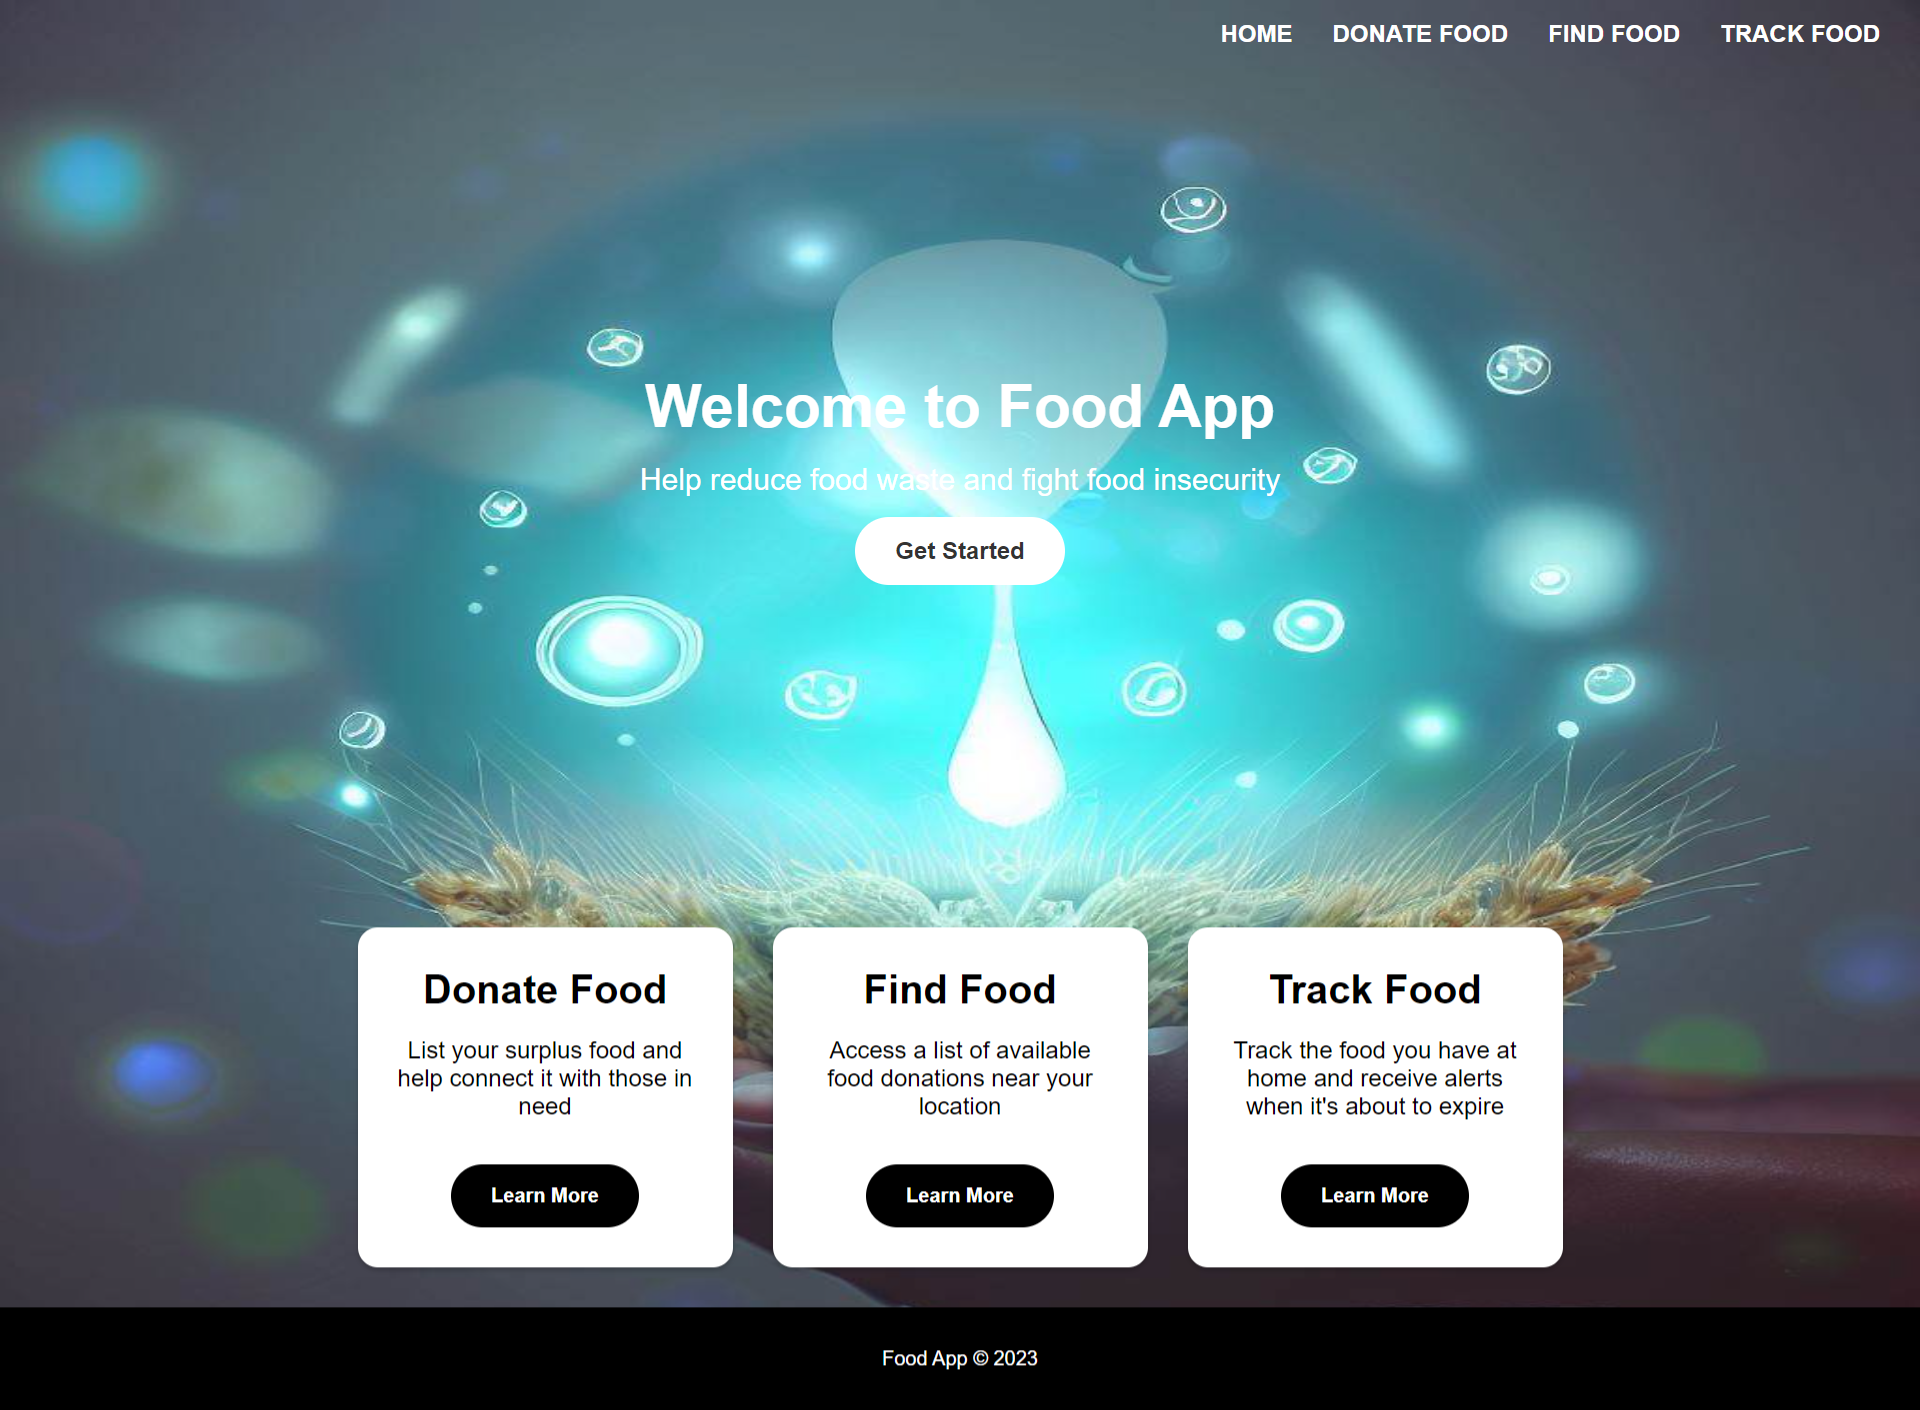 HOME DONATE FOOD FIND FOOD TRACK FOOD
Welcome to Food App
Help reduce food waste and fight food insecurity
Get Started
Donate Food
List your surplus food and
help connect it with those in
need
Learn More
Find Food
Access a list of available
food donations near your
location
Learn More
Track Food
Track the food you have at
home and receive alerts
when it's about to expire
Learn More
Food App © 2023